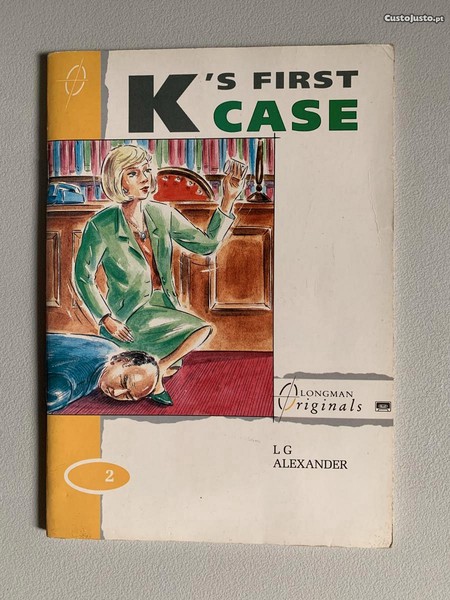 CustoJusto.pt
K'S FIRST
CASE
LONGMAN
Originals
L G
ALEXANDER
2